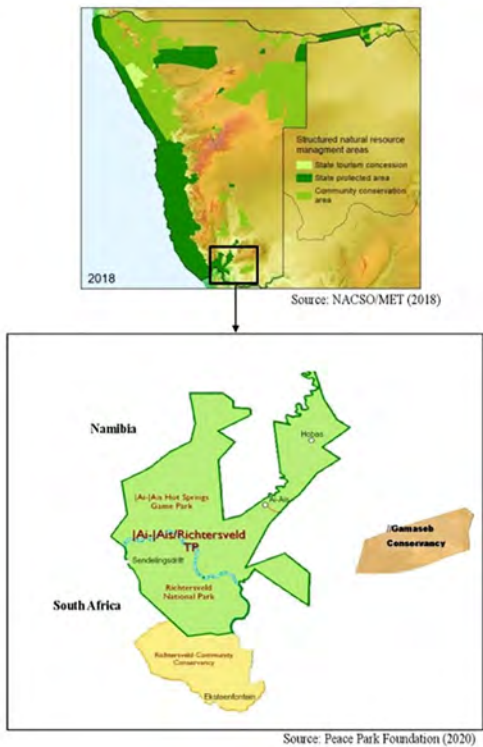 Structured natural resource
managment areas
State tourism concession
State protected area
Community conservation
area
2018
Source: NACSO/MET (2018)
Namibia
Hobas
|Ai-|Ais Hot Springs
Game Park
Ai-Ais
|Ai-|Ais/Richtersveld
TP
//Gamaseb
Conservancy
Sendelingsdrift
Richtersveld
National Park
South Africa
Richtersveld Community
Conservancy
Eksteenfontein
Source: Peace Park Foundation (2020)